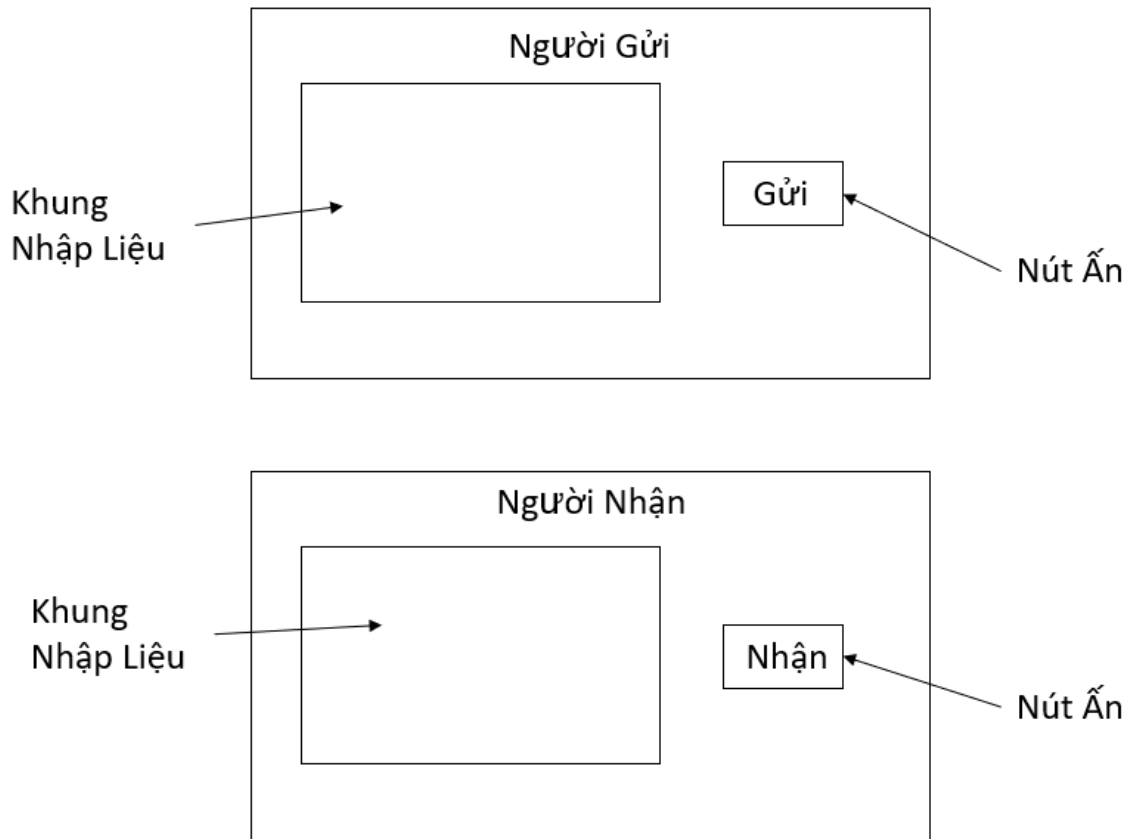 Người Gửi
Khung
Nhập Liệu
Gửi
Nút Ấn
Người Nhận
Khung
Nhập Liệu
Nhận
Nút Ấn